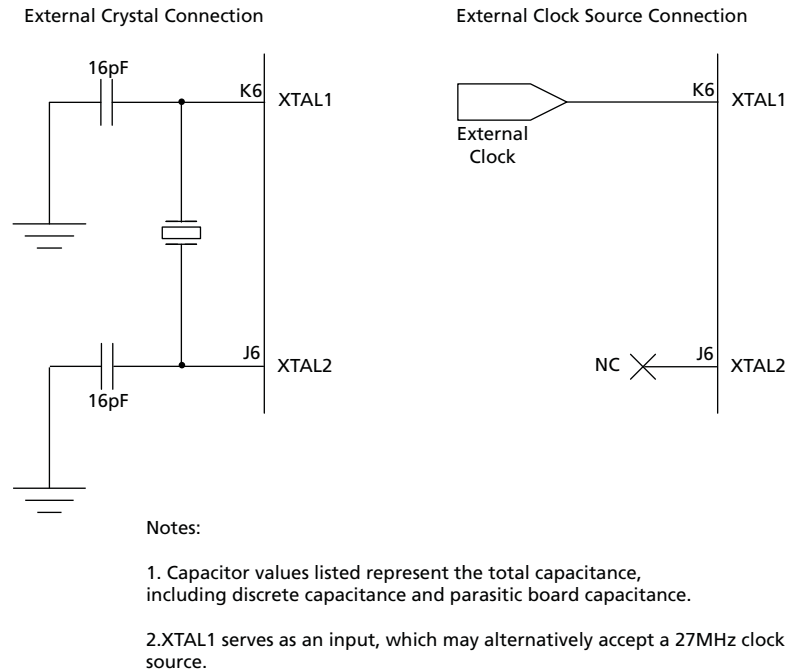 External Crystal Connection
External Clock Source Connection
16pF
K6
XTAL1
J6
XTAL2
16pF
K6
XTAL1
External
Clock
NC
J6
XTAL2
Notes:
1. Capacitor values listed represent the total capacitance,
including discrete capacitance and parasitic board capacitance.
2.XTAL1 serves as an input, which may alternatively accept a 27MHz clock
source.